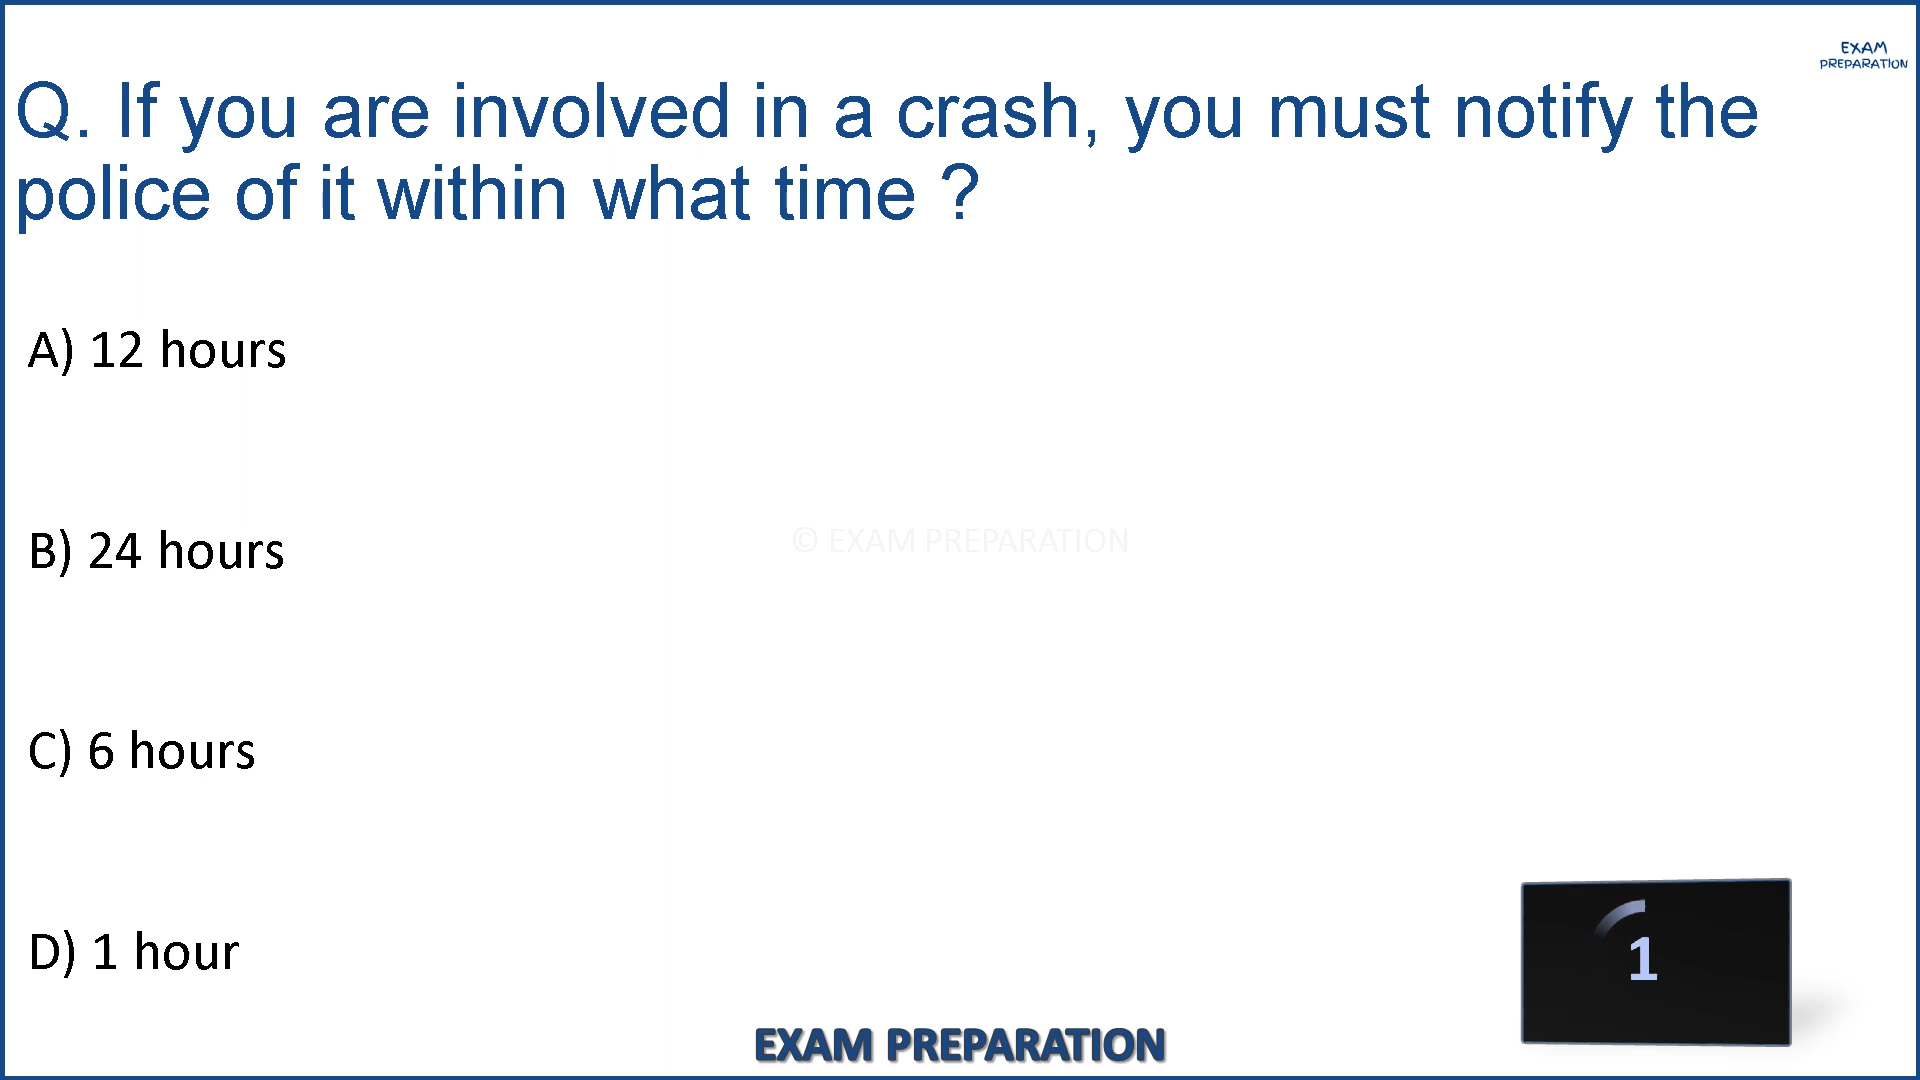 EXAM
PREPARATION
Q. If you are involved in a crash, you must notify the
police of it within what time ?
A) 12 hours
B) 24 hours
© EXAM PREPARATION
C) 6 hours
D) 1 hour
1
EXAM PREPARATION